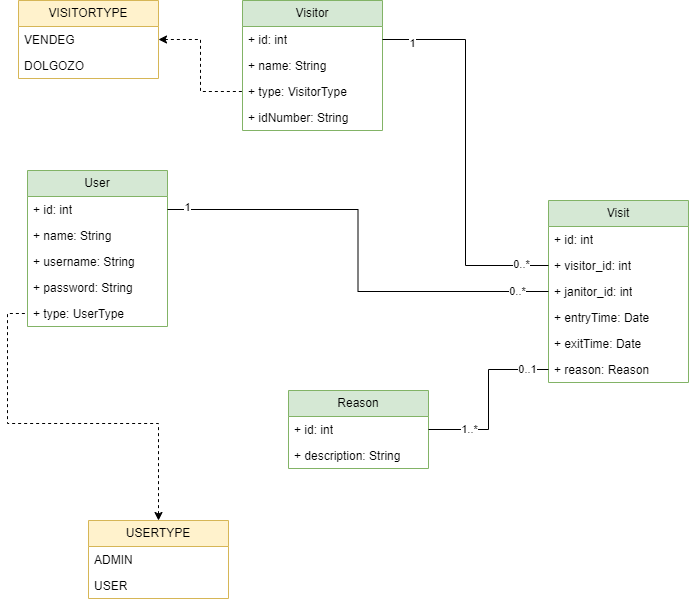 VISITORTYPE
VENDEG
DOLGOZO
Visitor
+ id: int
+ name: String
+ type: VisitorType
+ idNumber: String
1
User
+ id: int
+ name: String
+ username: String
+ password: String
+ type: UserType
1
Visit
+ id: int
+ visitor_id: int
+ janitor_id: int
+ entryTime: Date
+ exitTime: Date
+ reason: Reason
0..*
0..*
0..1
Reason
+ id: int
+ description: String
1..*
USERTYPE
ADMIN
USER